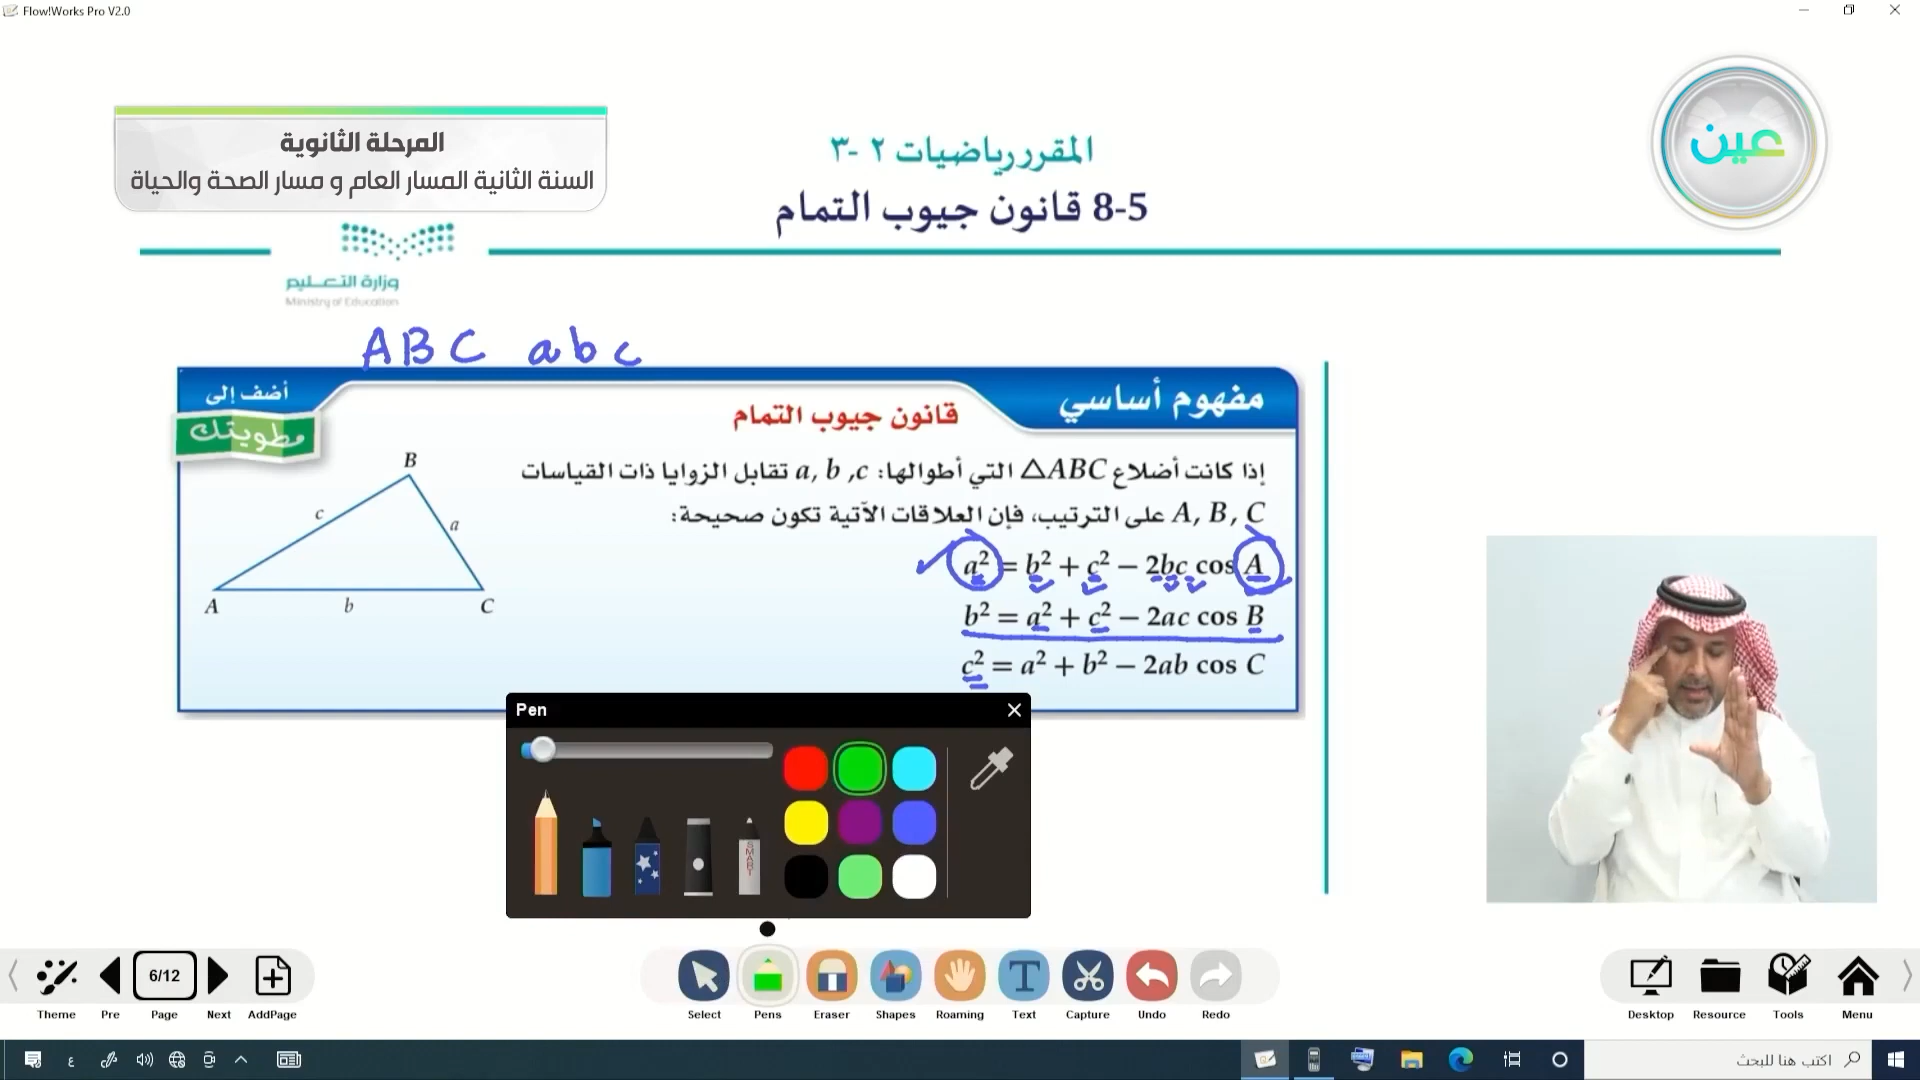 Flow!Works Pro V2.0
المرحلة الثانوية
السنة الثانية المسار العام و مسار الصحة والحياة
المقرر رياضيات ٢ -٣
8-5 قانون جيوب التمام
عين
وزارة التعليم
Ministry of Education
A B C a b c
مفهوم أساسي
قانون جيوب التمام
أضف إلى
مطويتك
إذا كانت أضلاع △ABC التي أطوالها: a, b ,c تقابل الزوايا ذات القياسات
A, B, C على الترتيب، فإن العلاقات الآتية تكون صحيحة:
a² = b² + c² − 2bc cos A
b² = a² + c² − 2ac cos B
c² = a² + b² − 2ab cos C
B
c
a
A
b
C
Pen
SMART
6/12
Theme
Pre
Page
Next
AddPage
Select
Pens
Eraser
Shapes
Roaming
T
Text
Capture
Undo
Redo
Desktop
Resource
Tools
Menu
ع
اكتب هنا للبحث